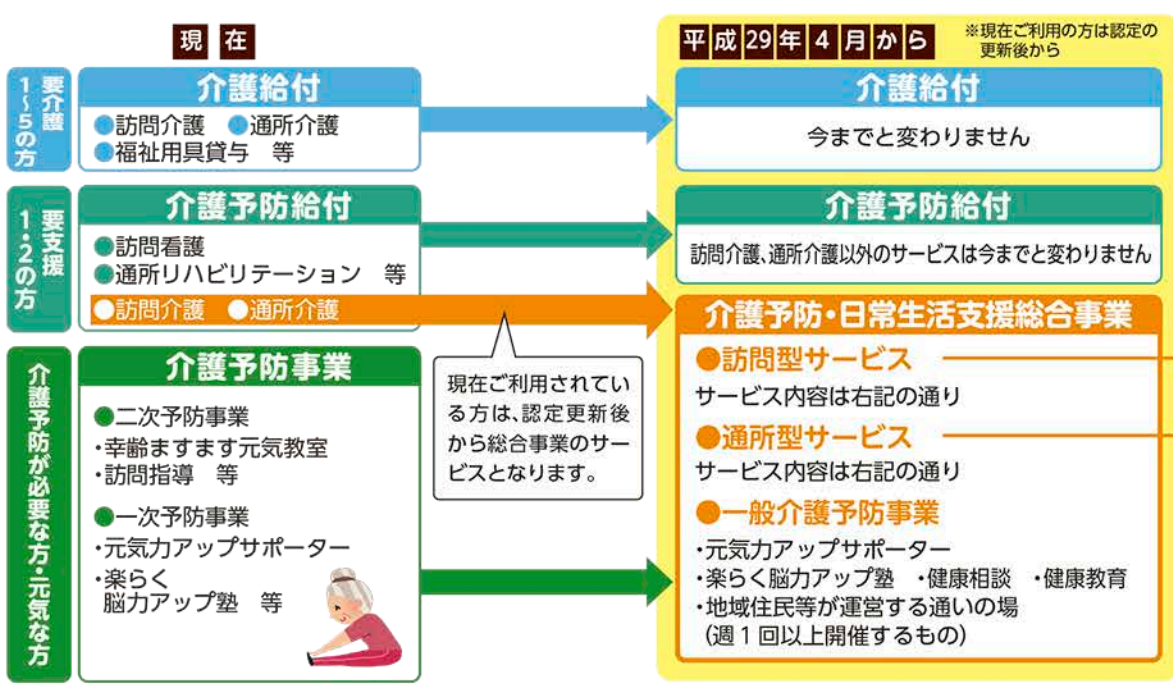 現在
平成29年4月から
※現在ご利用の方は認定の
更新後から
要介護
1~5の方
介護給付
●訪問介護 ●通所介護
●福祉用具貸与 等
介護給付
今までと変わりません
要支援
1・2の方
介護予防給付
●訪問看護
●通所リハビリテーション 等
●訪問介護 ●通所介護
介護予防給付
訪問介護、通所介護以外のサービスは今までと変わりません
介護予防が必要な方・元気な方
介護予防事業
●二次予防事業
・幸齢ますます元気教室
・訪問指導 等
●一次予防事業
・元気力アップサポーター
・楽らく
脳力アップ塾 等
現在ご利用されてい
る方は、認定更新後
から総合事業のサー
ビスとなります。
介護予防・日常生活支援総合事業
●訪問型サービス
サービス内容は右記の通り
●通所型サービス
サービス内容は右記の通り
●一般介護予防事業
・元気力アップサポーター
・楽らく脳力アップ塾 ・健康相談 ・健康教育
・地域住民等が運営する通いの場
(週1回以上開催するもの)